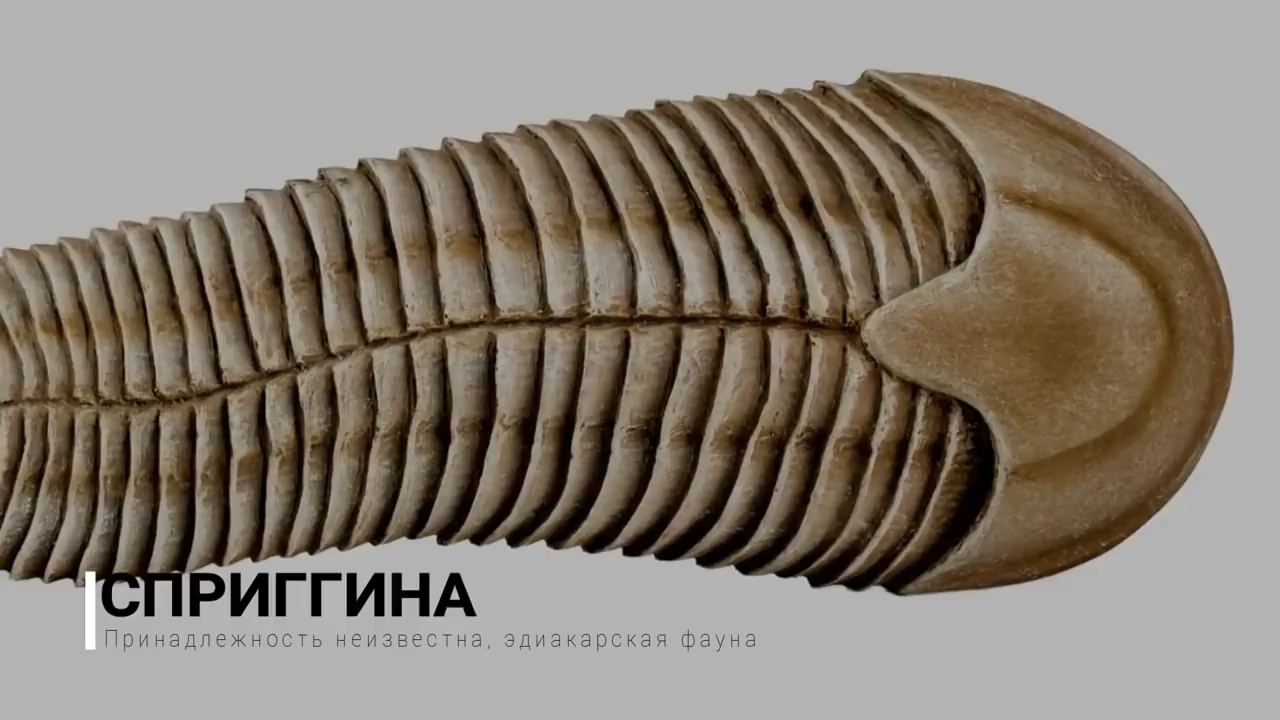 СПРИГГИНА
Принадлежность неизвестна, эдиакарская фауна